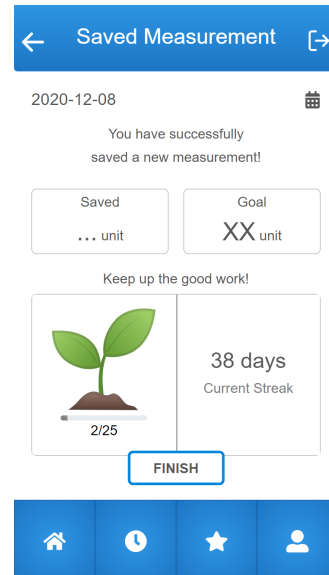 Saved Measurement
2020-12-08
You have successfully
saved a new measurement!
Saved
... unit
Goal
XX unit
Keep up the good work!
2/25
38 days
Current Streak
FINISH